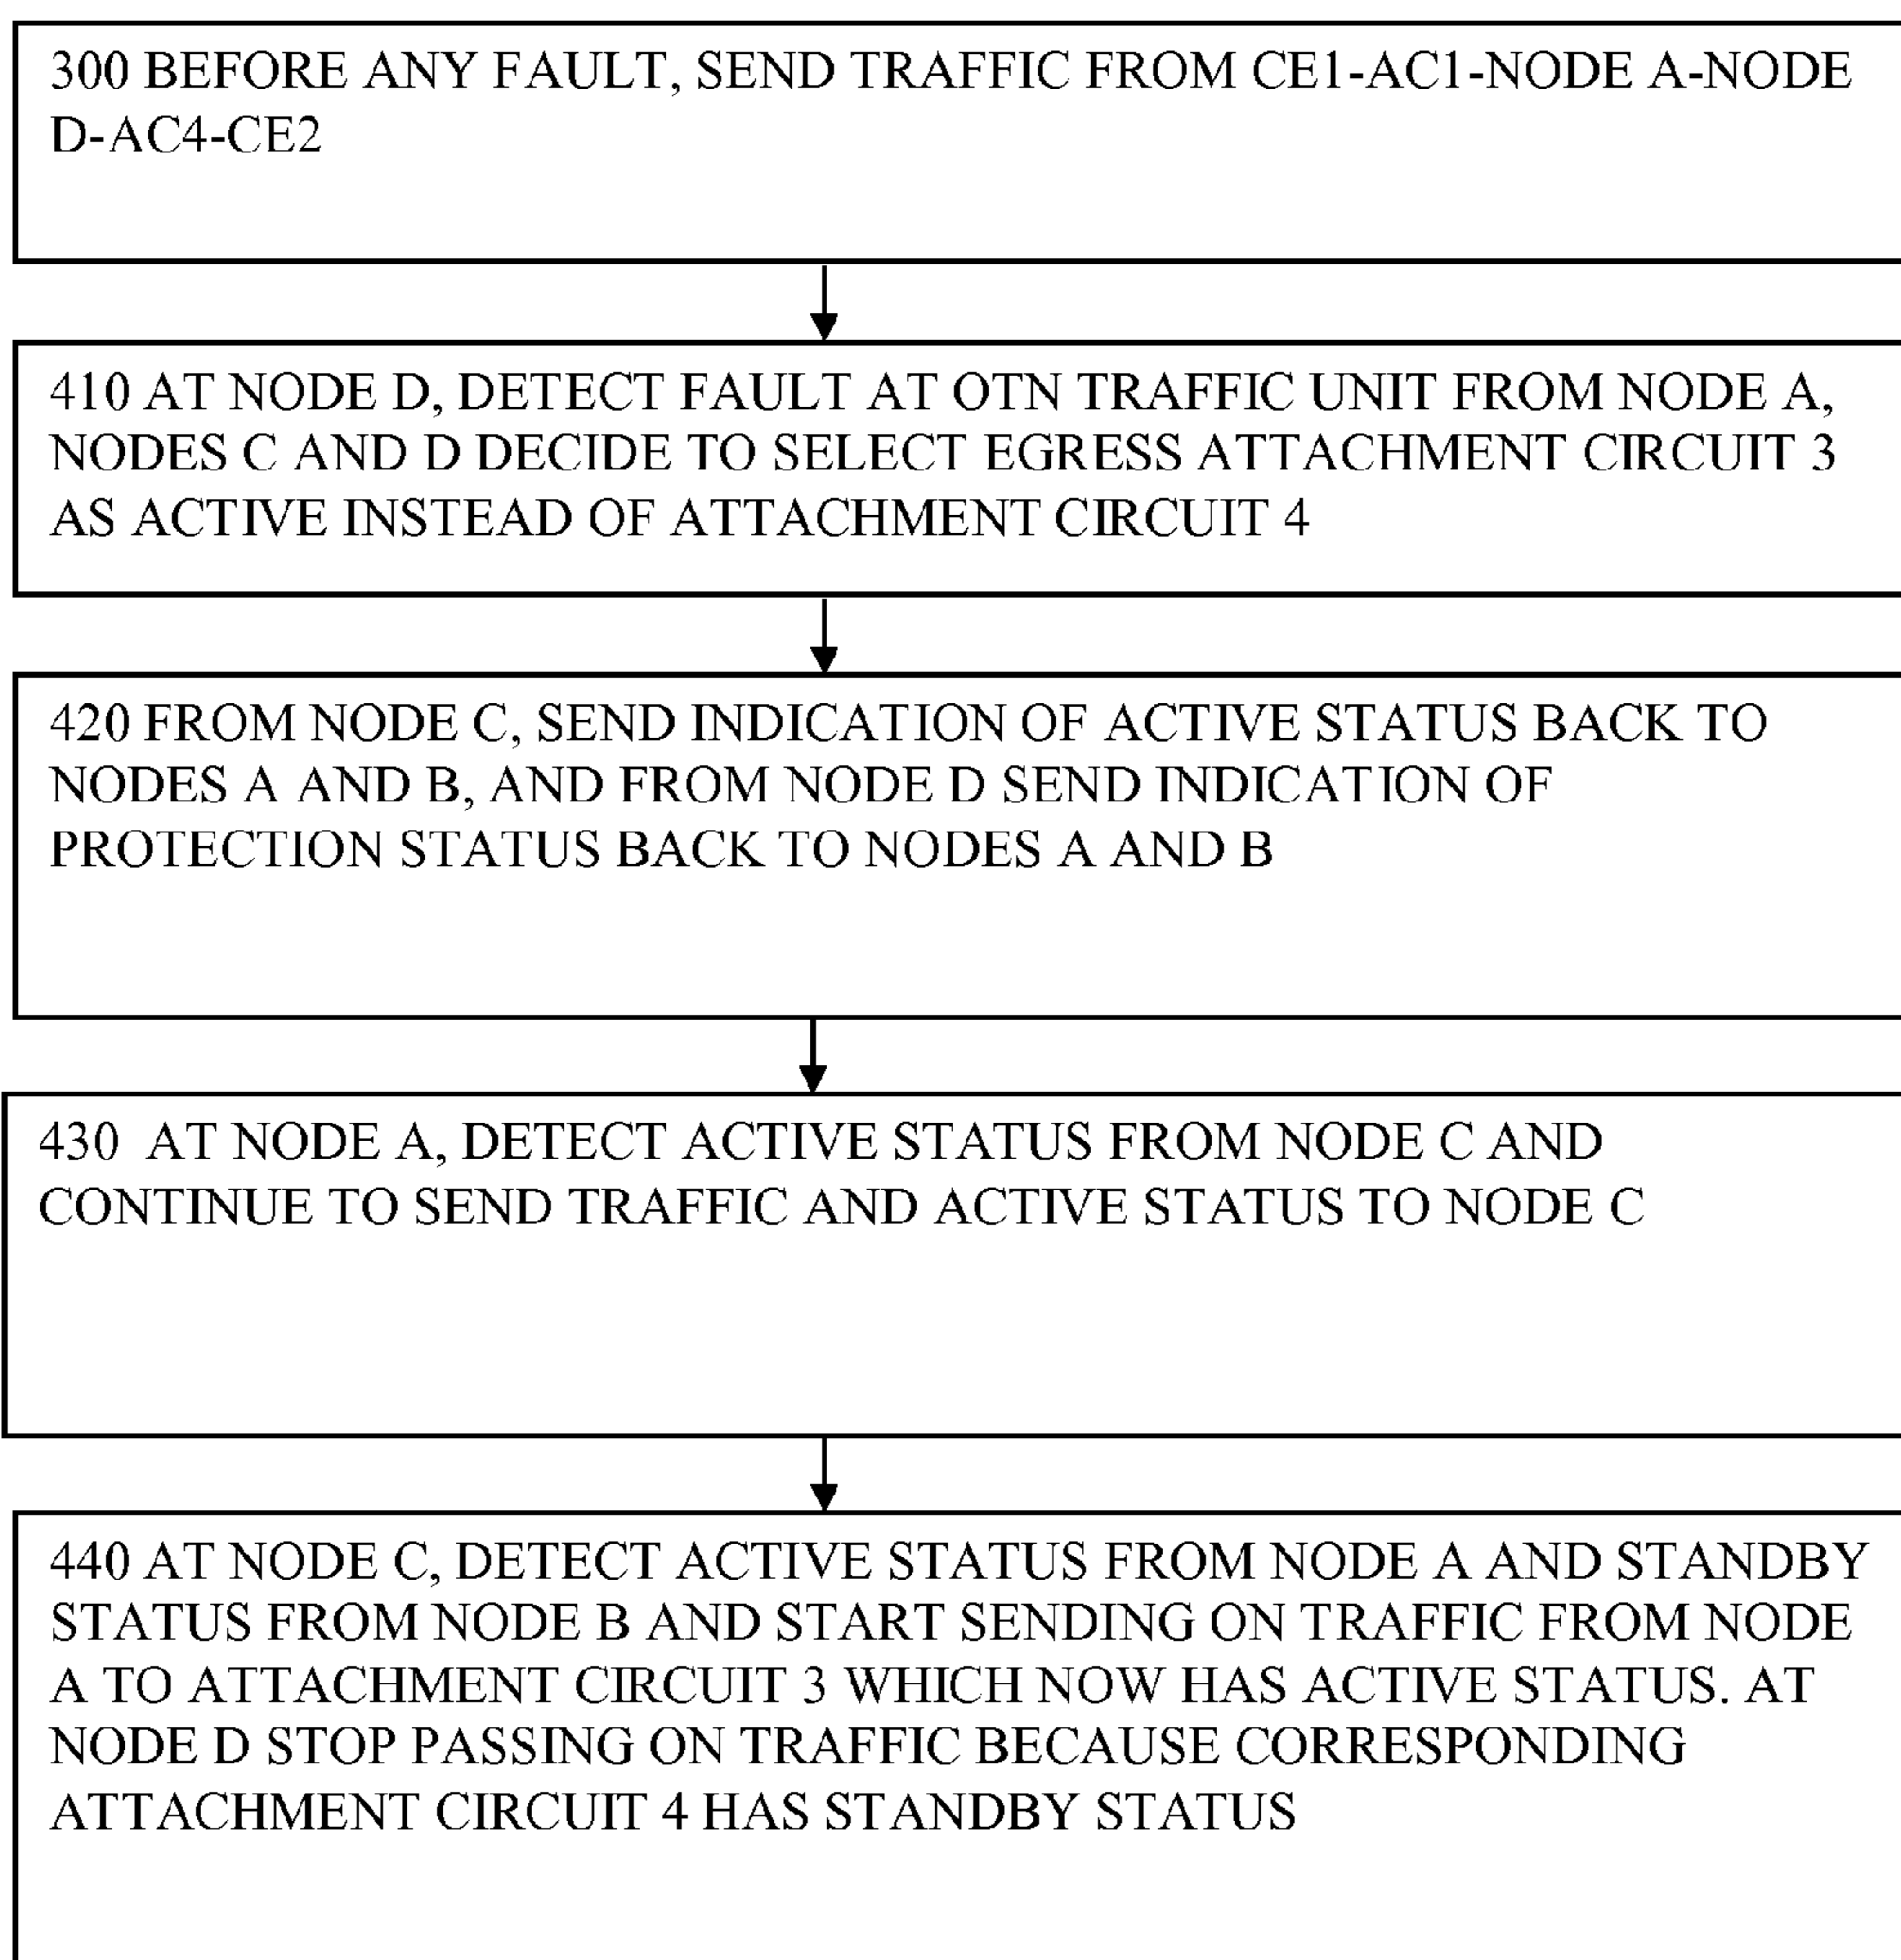 300 BEFORE ANY FAULT, SEND TRAFFIC FROM CE1-AC1-NODE A-NODE
D-AC4-CE2
410 AT NODE D, DETECT FAULT AT OTN TRAFFIC UNIT FROM NODE A,
NODES C AND D DECIDE TO SELECT EGRESS ATTACHMENT CIRCUIT 3
AS ACTIVE INSTEAD OF ATTACHMENT CIRCUIT 4
420 FROM NODE C, SEND INDICATION OF ACTIVE STATUS BACK TO
NODES A AND B, AND FROM NODE D SEND INDICATION OF
PROTECTION STATUS BACK TO NODES A AND B
430 AT NODE A, DETECT ACTIVE STATUS FROM NODE C AND
CONTINUE TO SEND TRAFFIC AND ACTIVE STATUS TO NODE C
440 AT NODE C, DETECT ACTIVE STATUS FROM NODE A AND STANDBY
STATUS FROM NODE B AND START SENDING ON TRAFFIC FROM NODE
A TO ATTACHMENT CIRCUIT 3 WHICH NOW HAS ACTIVE STATUS. AT
NODE D STOP PASSING ON TRAFFIC BECAUSE CORRESPONDING
ATTACHMENT CIRCUIT 4 HAS STANDBY STATUS